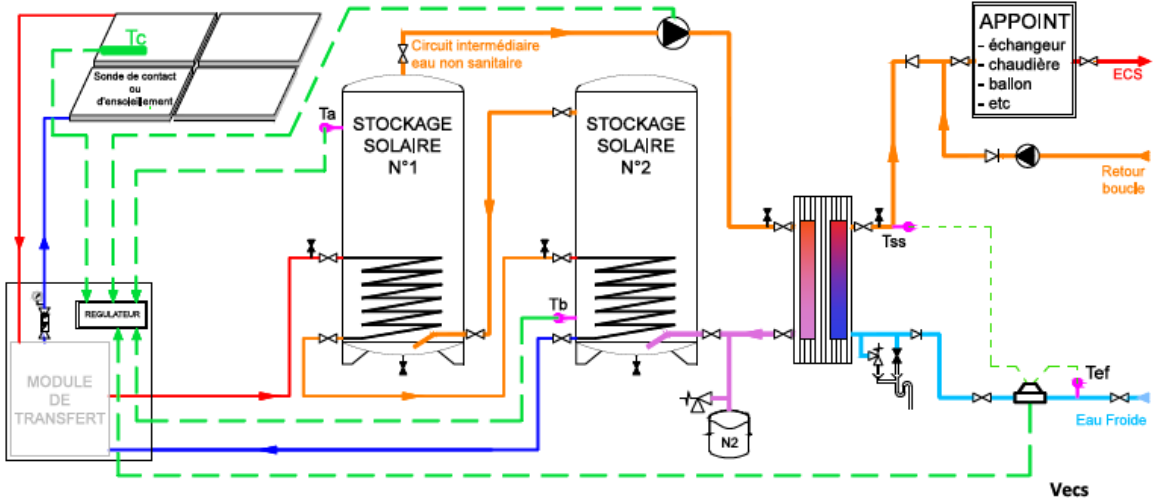 Tc
Sonde de contact
ou
d'ensoleillement
Circuit intermédiaire
eau non sanitaire
APPOINT
- échangeur
- chaudière
- ballon
- etc
ECS
Ta
STOCKAGE
SOLAIRE
N°1
STOCKAGE
SOLAIRE
N°2
Retour
boucle
Tss
REGULATEUR
Tb
MODULE
DE
TRANSFERT
Tef
N2
Eau Froide
Vecs